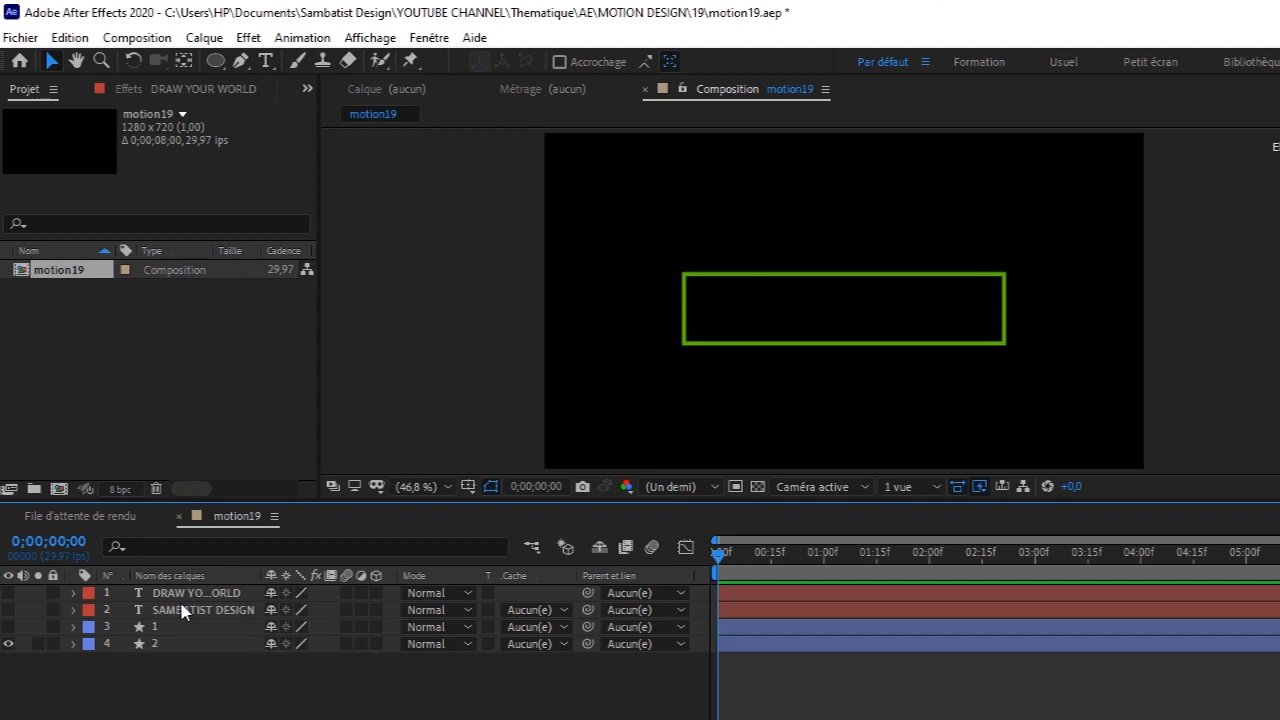 Adobe After Effects 2020 - C:\Users\HP\Documents\Sambatist Design\YOUTUBE CHANNEL\Thematique\AE\MOTION DESIGN\19\motion19.aep *
Fichier Edition Composition Calque Effet Animation Affichage Fenêtre Aide
Accrochage Par défaut Formation Usuel Petit écran Bibliothèqu
Projet Effets DRAW YOUR WORLD Calque (aucun) Métrage (aucun) Composition motion19
motion19
motion19
1280 x 720 (1,00)
Δ 0;00;08;00, 29,97 ips
Nom Type Taille Cadence
motion19 Composition 29,97
8 bpc (46,8 %) 0;00;00;00 (Un demi) Caméra active 1 vue +0,0
File d'attente de rendu motion19
0;00;00;00
00000 (29.97 ips)
:00f 00:15f 01:00f 01:15f 02:00f 02:15f 03:00f 03:15f 04:00f 04:15f 05:00f
N° Nom des calques Mode T .Cache Parent et lien
1 T DRAW YO...ORLD Normal Aucun(e)
2 T SAMBATIST DESIGN Normal Aucun(e) Aucun(e)
3 1 Normal Aucun(e) Aucun(e)
4 2 Normal Aucun(e) Aucun(e)